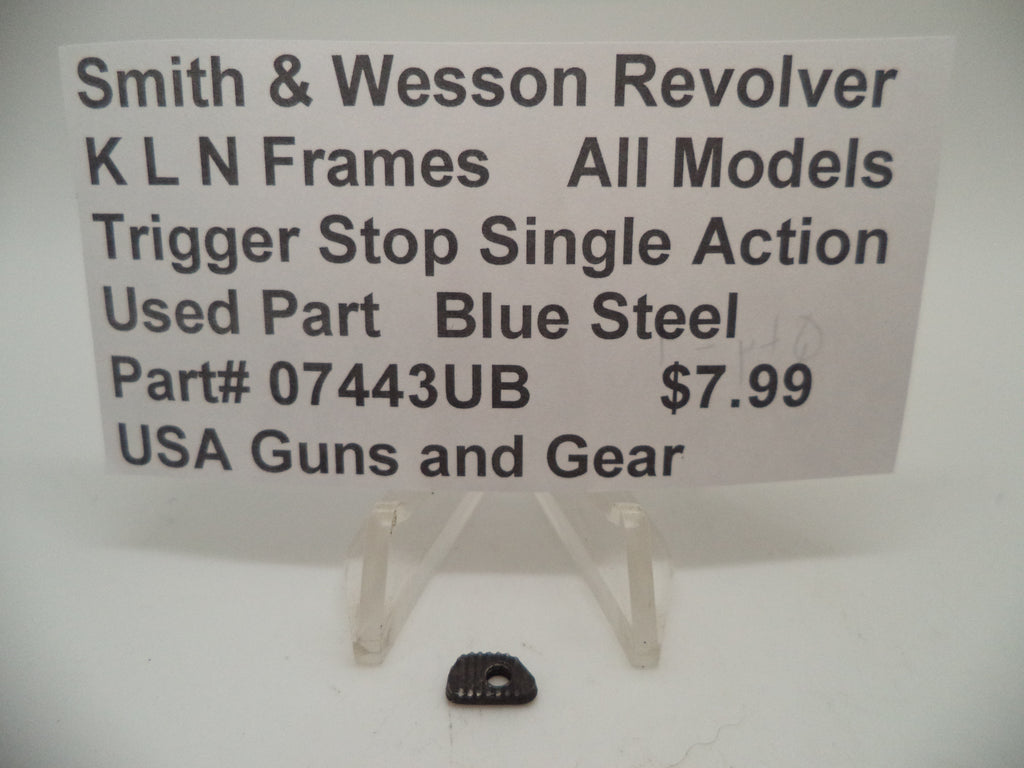 Smith & Wesson Revolver
K L N Frames All Models
Trigger Stop Single Action
Used Part Blue Steel
Part# 07443UB $7.99
USA Guns and Gear